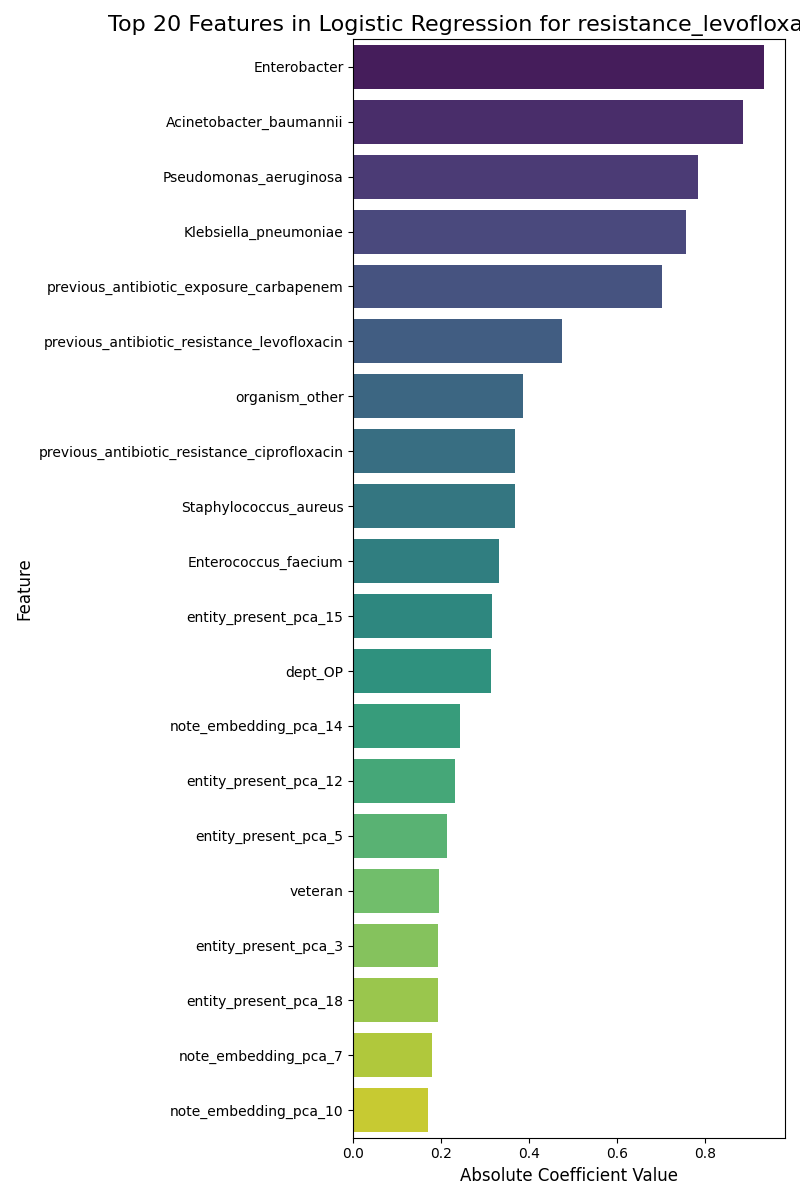 Top 20 Features in Logistic Regression for resistance_levofloxa
Enterobacter
Acinetobacter_baumannii
Pseudomonas_aeruginosa
Klebsiella_pneumoniae
previous_antibiotic_exposure_carbapenem
previous_antibiotic_resistance_levofloxacin
organism_other
previous_antibiotic_resistance_ciprofloxacin
Staphylococcus_aureus
Enterococcus_faecium
entity_present_pca_15
dept_OP
note_embedding_pca_14
entity_present_pca_12
entity_present_pca_5
veteran
entity_present_pca_3
entity_present_pca_18
note_embedding_pca_7
note_embedding_pca_10
Feature
0.0 0.2 0.4 0.6 0.8
Absolute Coefficient Value